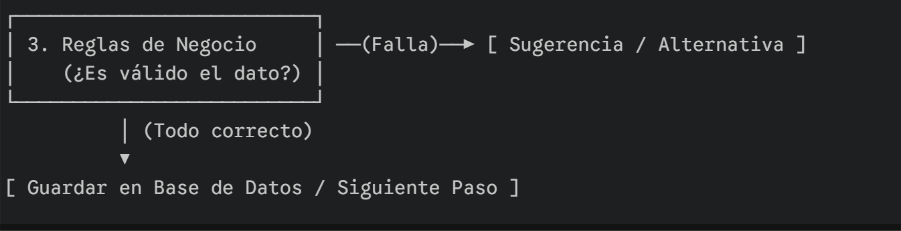 3. Reglas de Negocio ──(Falla)──► [ Sugerencia / Alternativa ]
(¿Es válido el dato?)
(Todo correcto)
[ Guardar en Base de Datos / Siguiente Paso ]